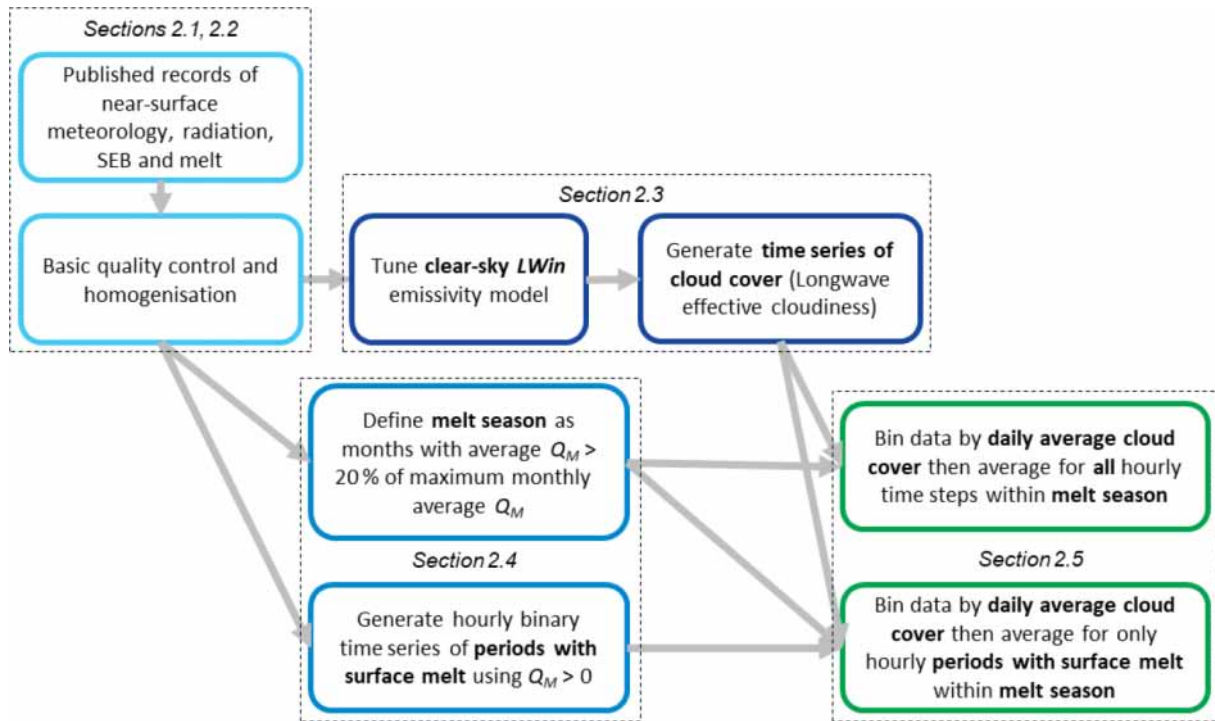 Sections 2.1, 2.2
Published records of
near-surface
meteorology, radiation,
SEB and melt
Basic quality control and
homogenisation
Section 2.3
Tune clear-sky LWin
emissivity model
Generate time series of
cloud cover (Longwave
effective cloudiness)
Define melt season as
months with average QM >
20 % of maximum monthly
average QM
Section 2.4
Generate hourly binary
time series of periods with
surface melt using QM > 0
Bin data by daily average cloud
cover then average for all hourly
time steps within melt season
Section 2.5
Bin data by daily average cloud
cover then average for only
hourly periods with surface melt
within melt season